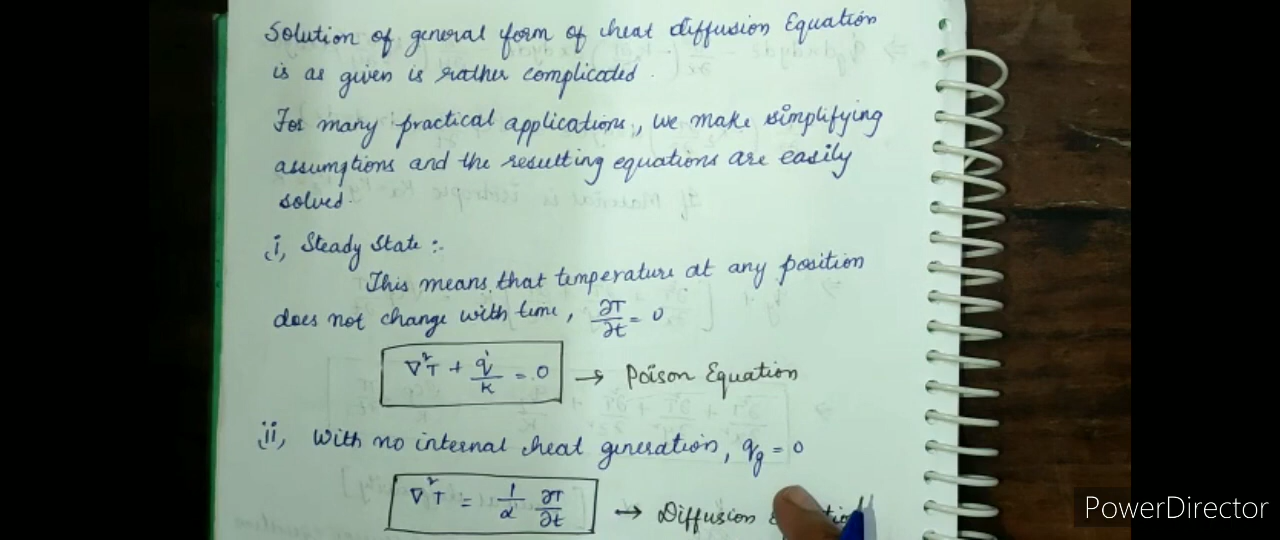 Solution of general form of heat diffusion Equation
is as given is rather complicated.
For many practical applications, we make simplifying
assumptions and the resulting equations are easily
solved.
i, Steady State :-
This means that temperature at any position
does not change with time, ∂T/∂t = 0
∇²T + q̇/k = 0 → Poison Equation
ii, With no internal heat generation, qg = 0
∇²T = 1/α ∂T/∂t → Diffusion
PowerDirector